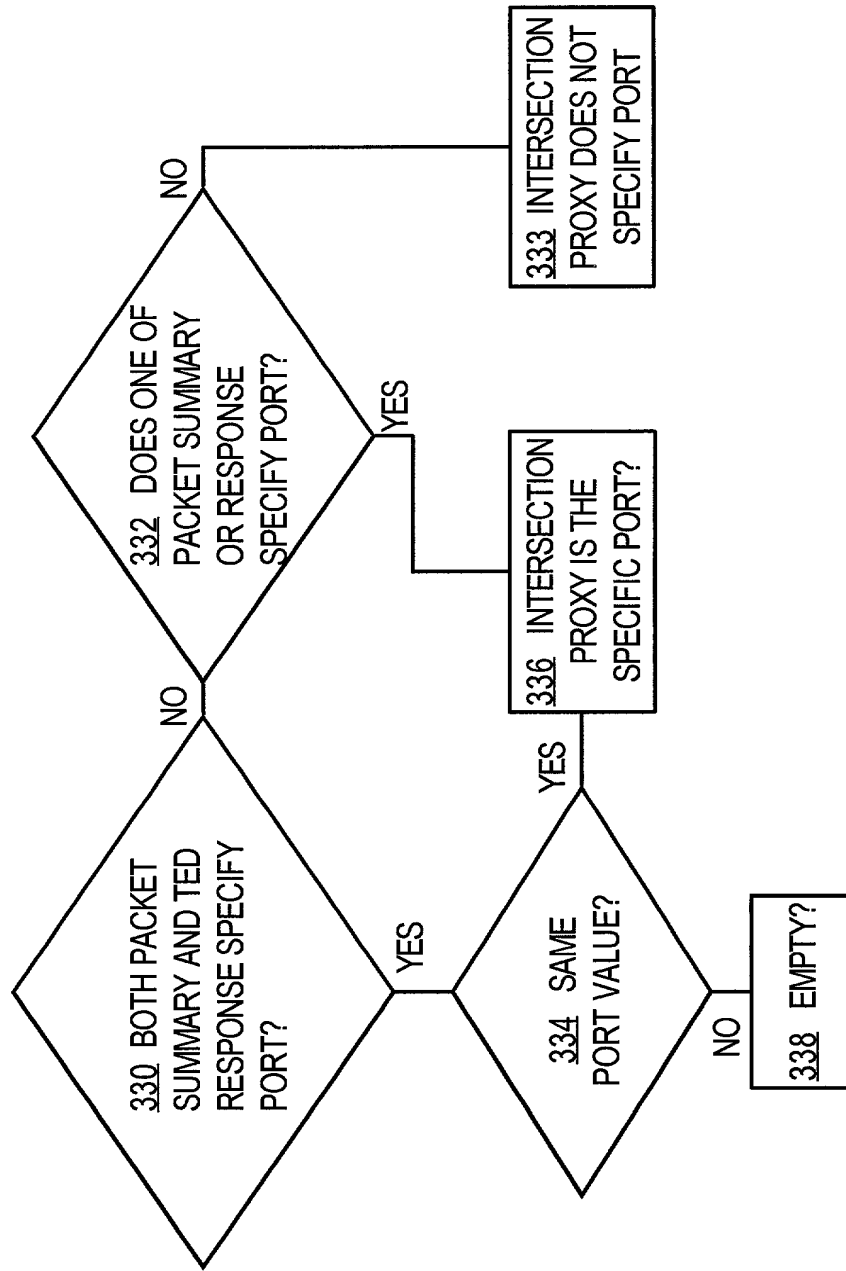 330 BOTH PACKET
SUMMARY AND TED
RESPONSE SPECIFY
PORT?
NO
YES
332 DOES ONE OF
PACKET SUMMARY
OR RESPONSE
SPECIFY PORT?
NO
YES
334 SAME
PORT VALUE?
YES
NO
336 INTERSECTION
PROXY IS THE
SPECIFIC PORT?
333 INTERSECTION
PROXY DOES NOT
SPECIFY PORT
338 EMPTY?